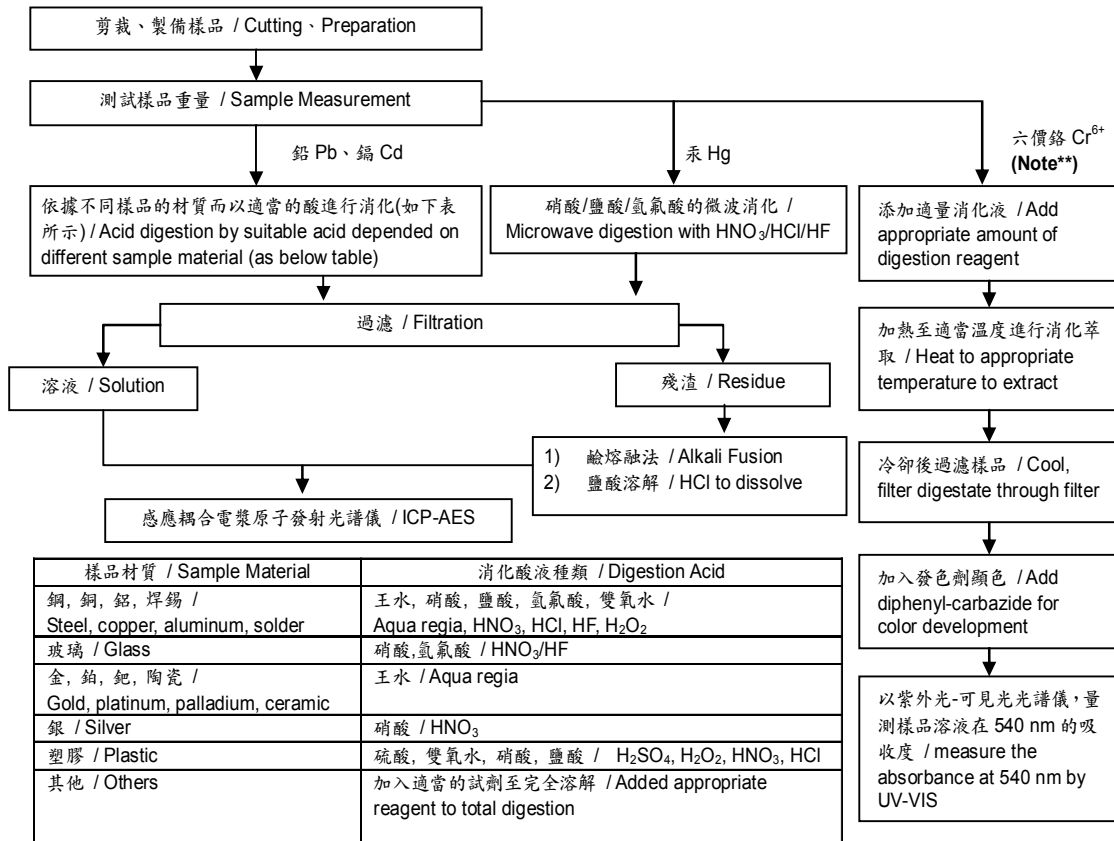 剪裁、製備樣品 / Cutting、Preparation
測試樣品重量 / Sample Measurement
鉛 Pb、鎘 Cd
汞 Hg
六價鉻 Cr⁶⁺
(Note**)
依據不同樣品的材質而以適當的酸進行消化(如下表
所示) / Acid digestion by suitable acid depended on
different sample material (as below table)
硝酸/鹽酸/氫氟酸的微波消化 /
Microwave digestion with HNO₃/HCl/HF
添加適量消化液 / Add
appropriate amount of
digestion reagent
過濾 / Filtration
加熱至適當溫度進行消化萃
取 / Heat to appropriate
temperature to extract
溶液 / Solution
殘渣 / Residue
1) 鹼熔融法 / Alkali Fusion
2) 鹽酸溶解 / HCl to dissolve
冷卻後過濾樣品 / Cool,
filter digestate through filter
感應耦合電漿原子發射光譜儀 / ICP-AES
加入發色劑顯色 / Add
diphenyl-carbazide for
color development
以紫外光-可見光光譜儀，量
測樣品溶液在 540 nm 的吸
收度 / measure the
absorbance at 540 nm by
UV-VIS
樣品材質 / Sample Material
消化酸液種類 / Digestion Acid
鋼, 銅, 鋁, 焊錫 /
Steel, copper, aluminum, solder
王水, 硝酸, 鹽酸, 氫氟酸, 雙氧水 /
Aqua regia, HNO₃, HCl, HF, H₂O₂
玻璃 / Glass
硝酸,氫氟酸 / HNO₃/HF
金, 鉑, 鈀, 陶瓷 /
Gold, platinum, palladium, ceramic
王水 / Aqua regia
銀 / Silver
硝酸 / HNO₃
塑膠 / Plastic
硫酸, 雙氧水, 硝酸, 鹽酸 / H₂SO₄, H₂O₂, HNO₃, HCl
其他 / Others
加入適當的試劑至完全溶解 / Added appropriate
reagent to total digestion